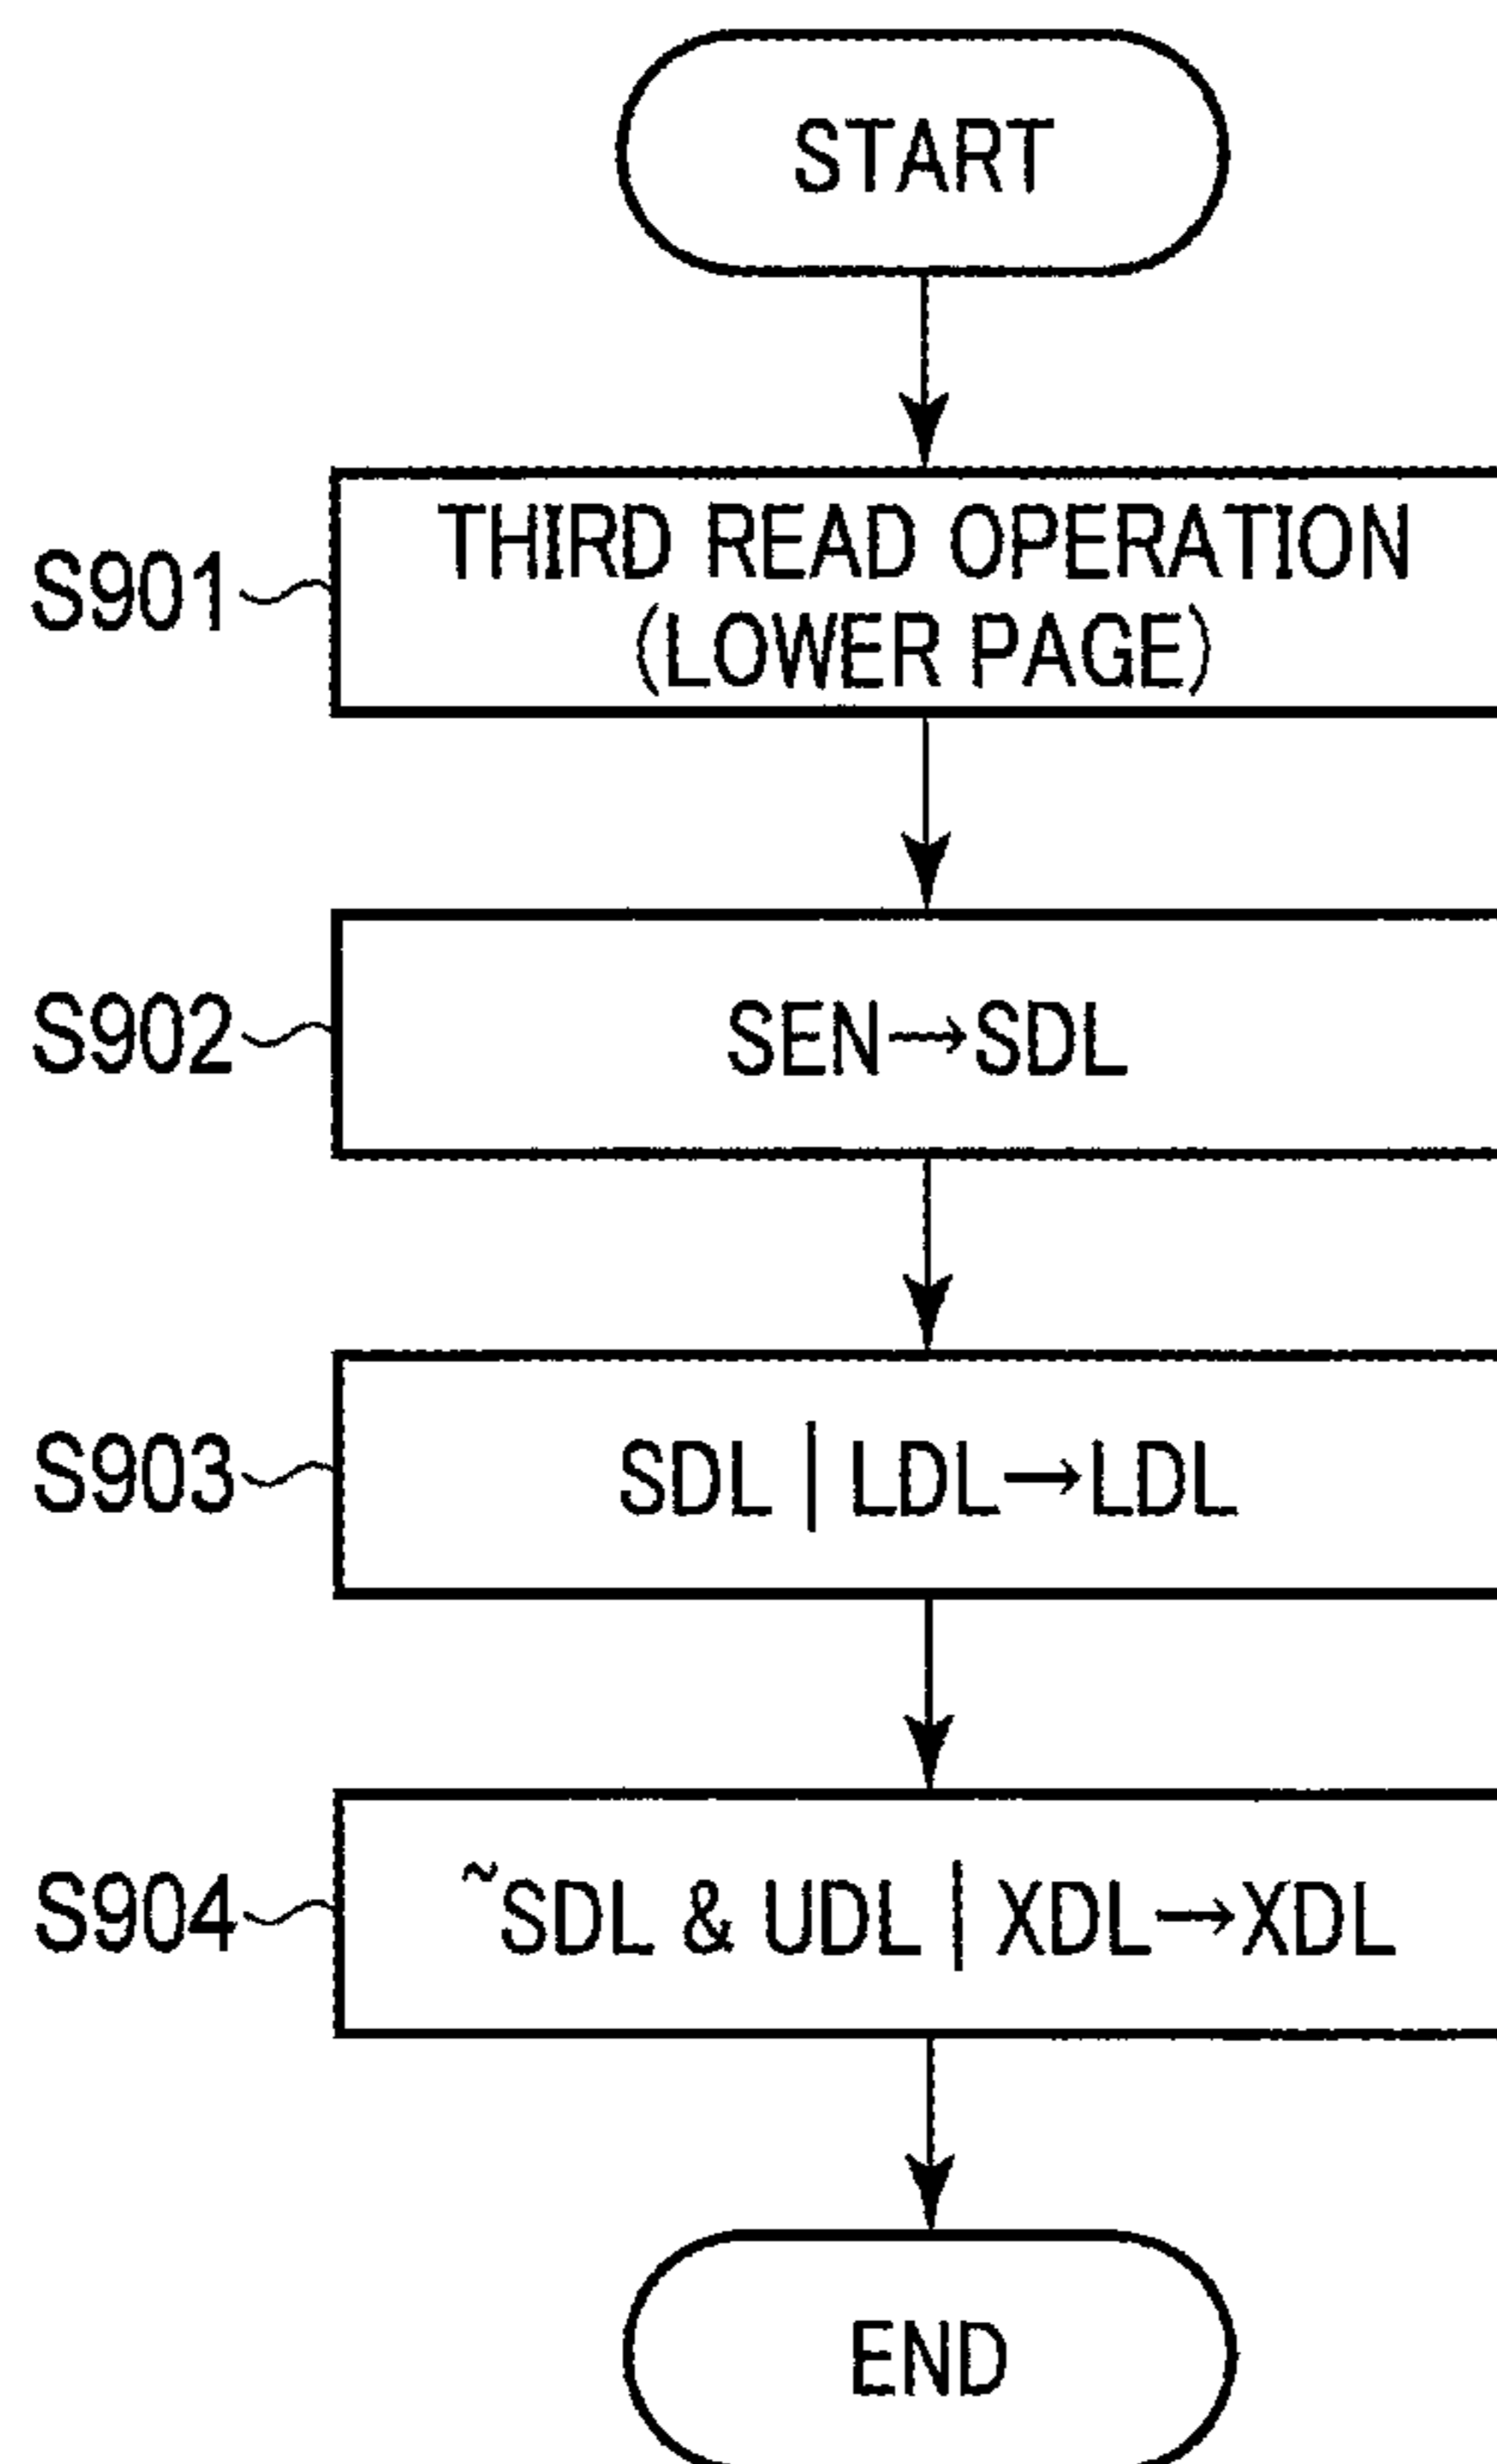 START
S901
THIRD READ OPERATION
(LOWER PAGE)
S902
SEN→SDL
S903
SDL | LDL→LDL
S904
~SDL & UDL | XDL→XDL
END